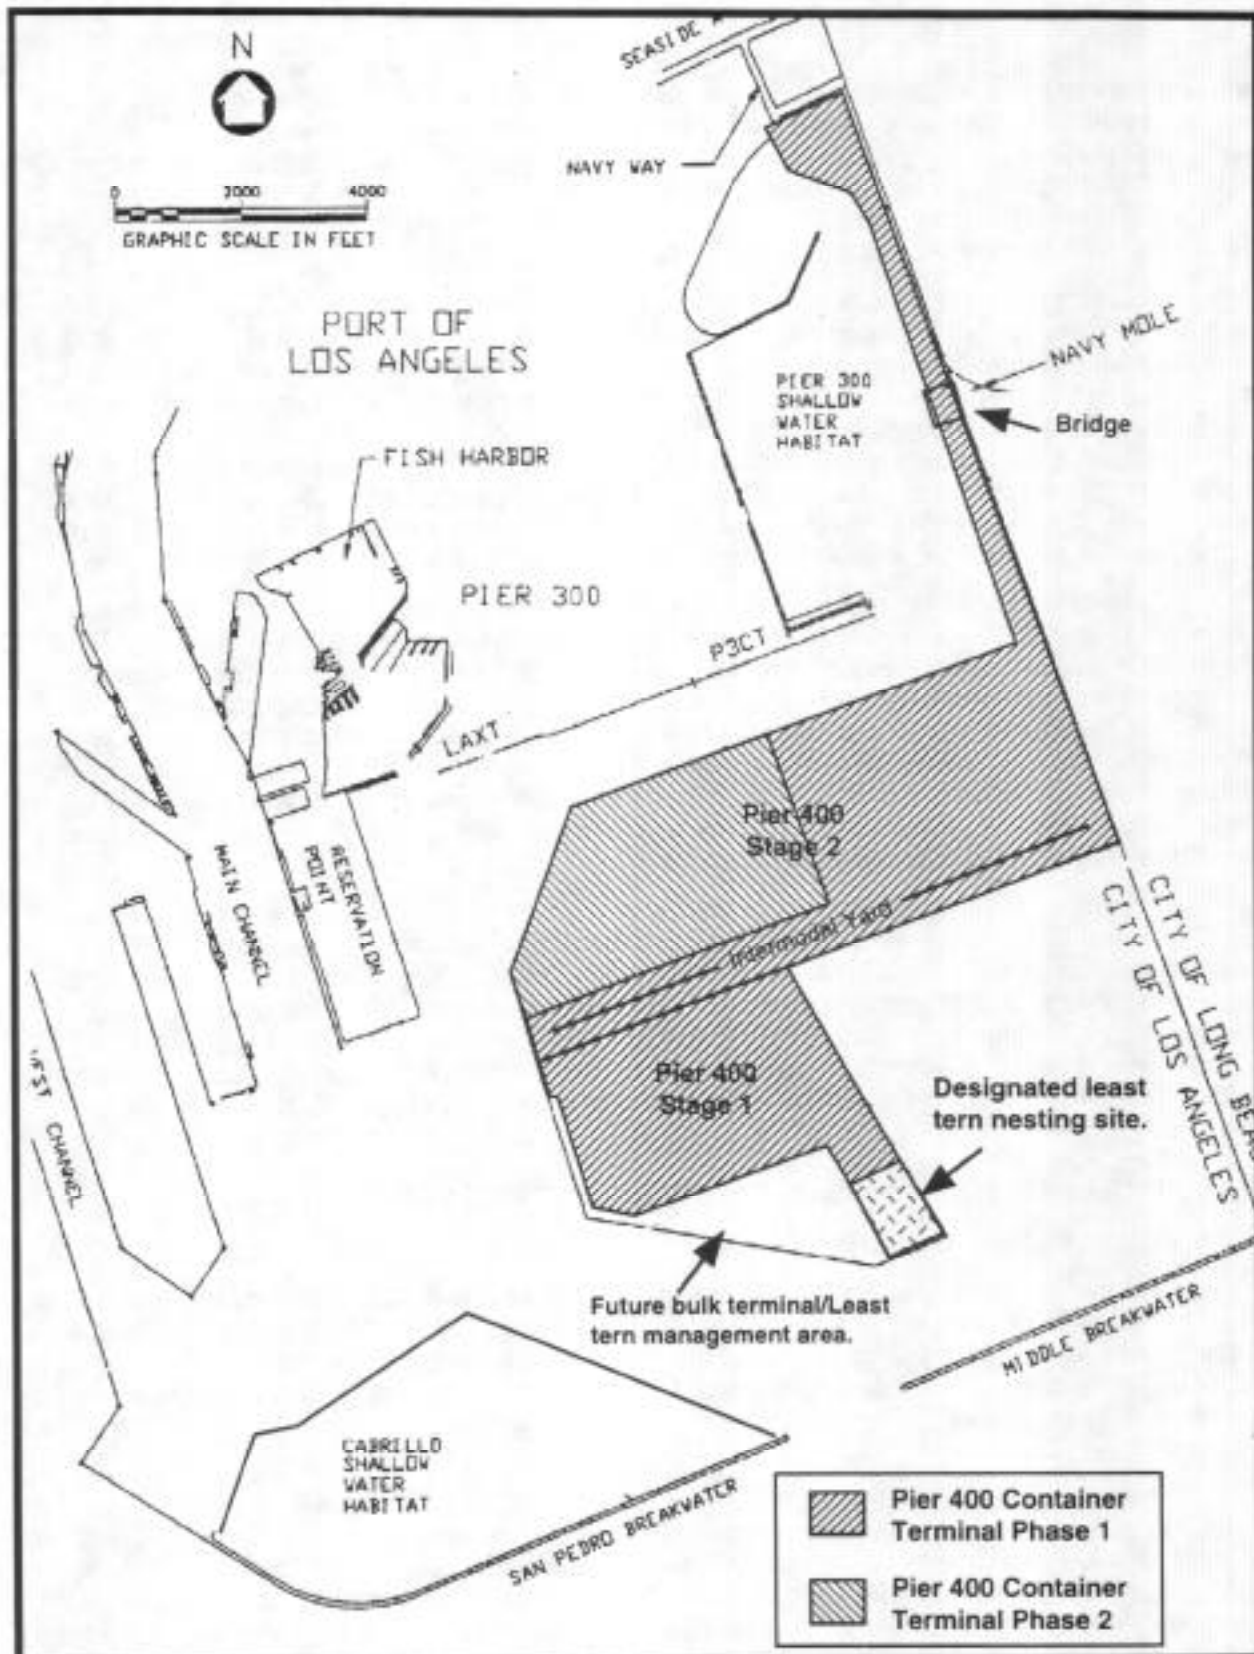 SEASIDE
N
NAVY WAY
0 2000 4000
GRAPHIC SCALE IN FEET
PORT OF
LOS ANGELES
NAVY MOLE
PIER 300
SHALLOW
WATER
HABITAT
Bridge
FISH HARBOR
PIER 300
P3CT
LAXT
Pier 400
Stage 2
MAIN CHANNEL
RESERVATION
POINT
Intermodal Yard
CITY OF LONG BEAC
CITY OF LOS ANGELES
WEST CHANNEL
Pier 400
Stage 1
Designated least
tern nesting site.
Future bulk terminal/Least
tern management area.
MIDDLE BREAKWATER
CABRILLO
SHALLOW
WATER
HABITAT
SAN PEDRO BREAKWATER
Pier 400 Container
Terminal Phase 1
Pier 400 Container
Terminal Phase 2